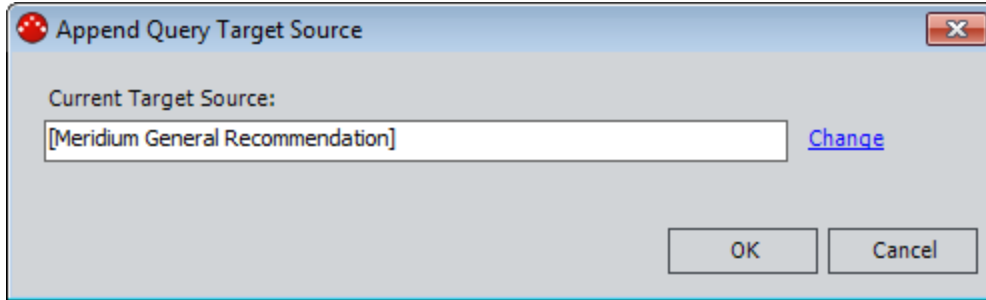 Append Query Target Source
Current Target Source:
[Meridium General Recommendation]
Change
OK
Cancel